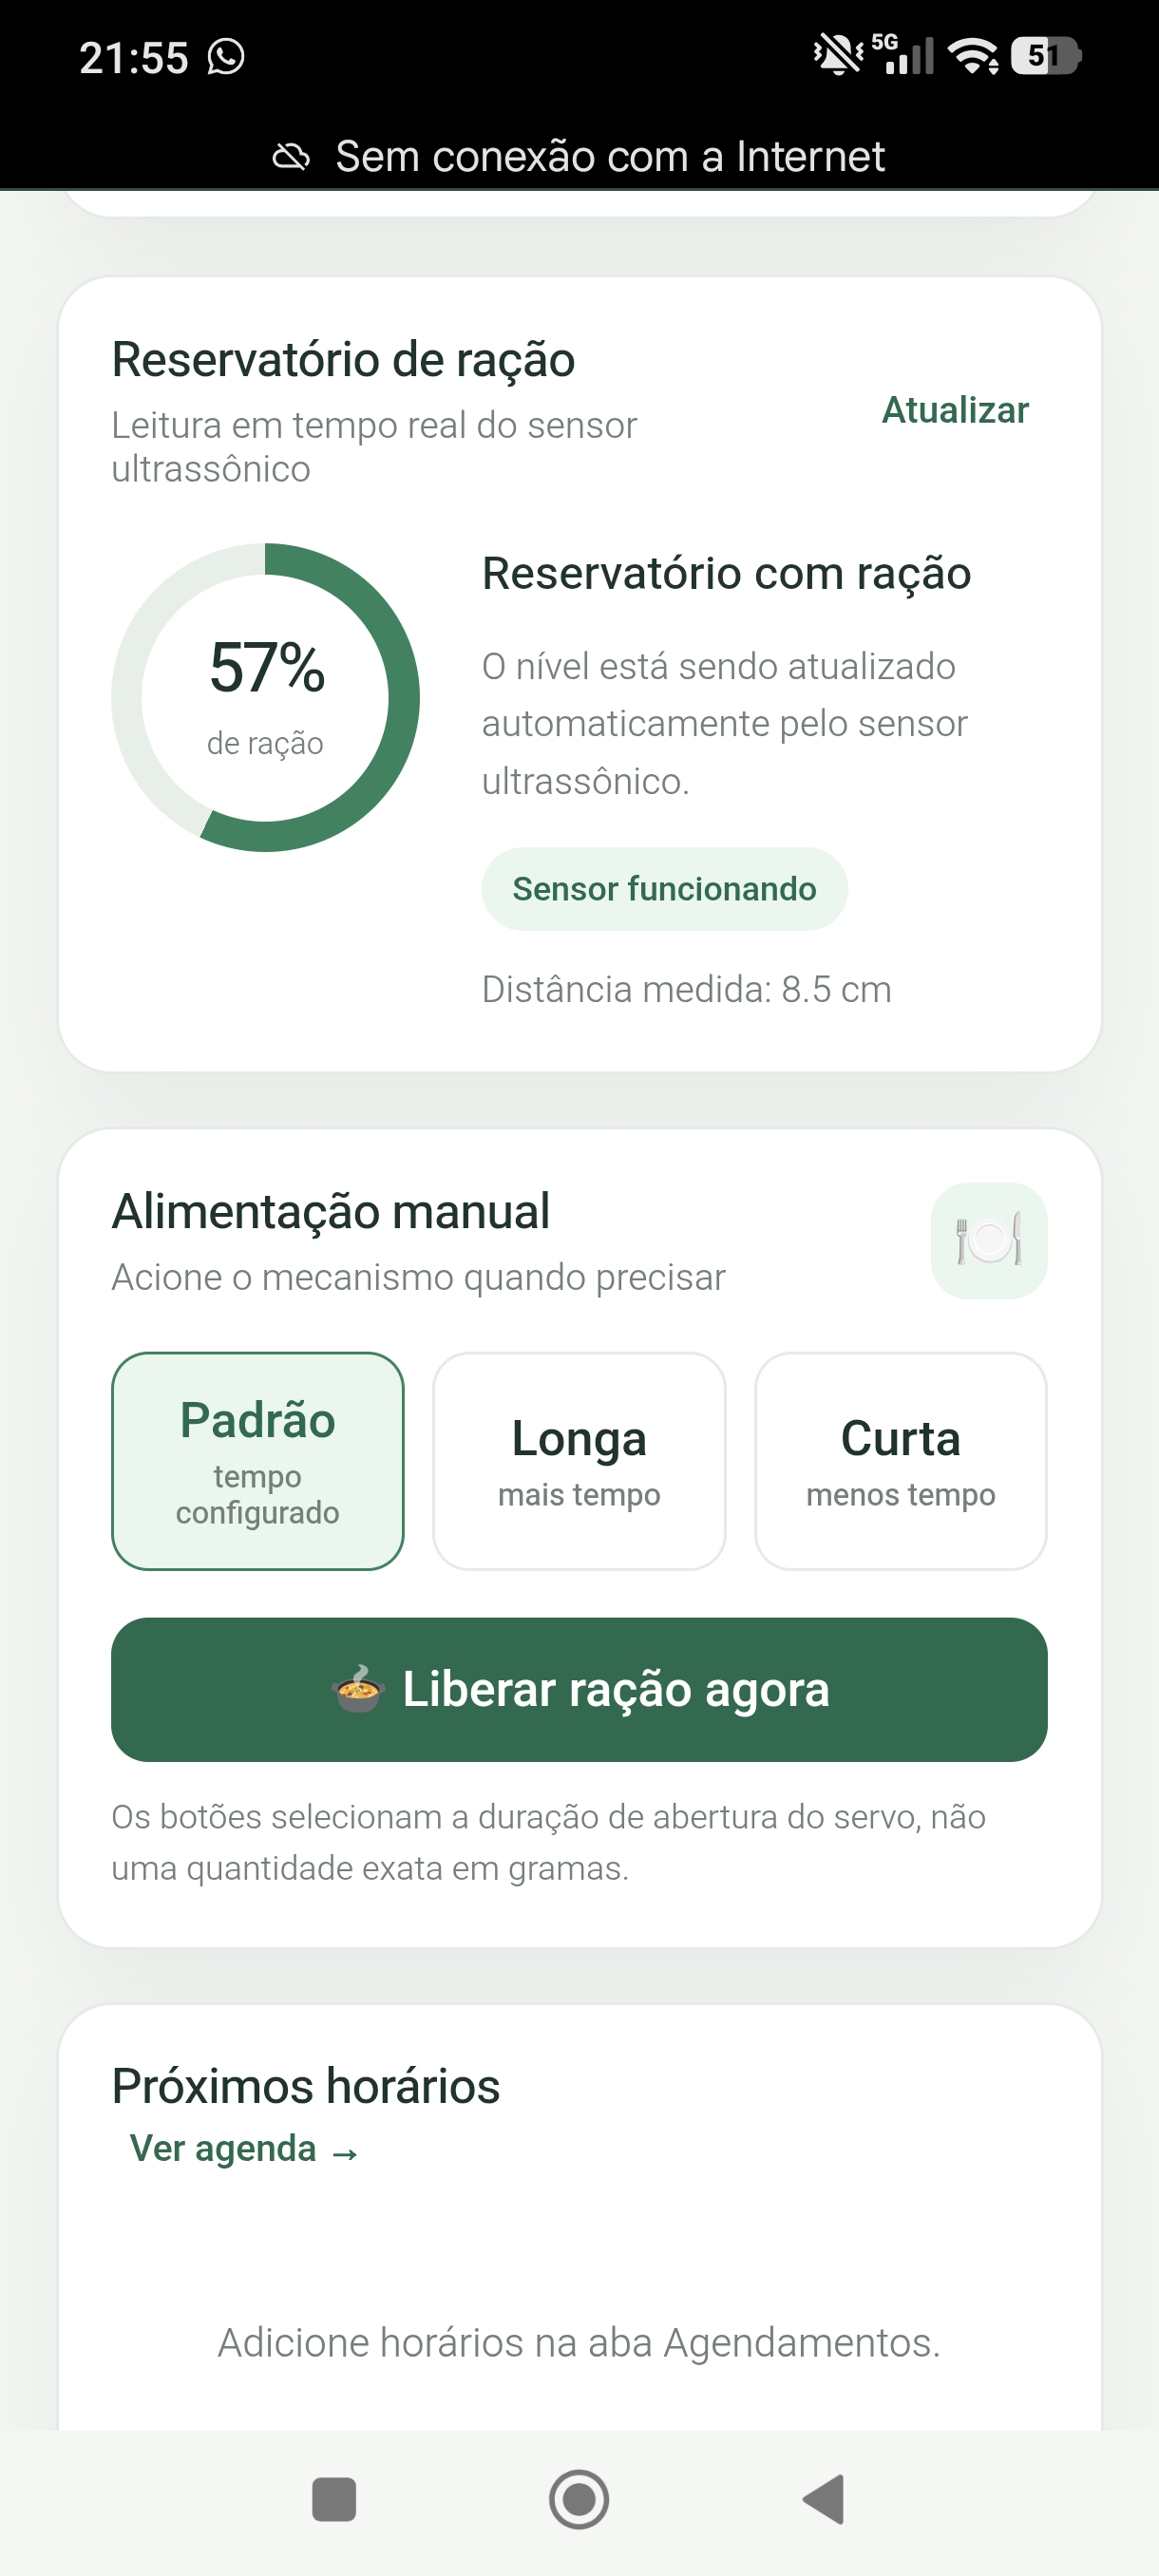 21:55
5G
51
Sem conexão com a Internet
Reservatório de ração
Leitura em tempo real do sensor
ultrassônico
Atualizar
57%
de ração
Reservatório com ração
O nível está sendo atualizado
automaticamente pelo sensor
ultrassônico.
Sensor funcionando
Distância medida: 8.5 cm
Alimentação manual
Acione o mecanismo quando precisar
Padrão
tempo
configurado
Longa
mais tempo
Curta
menos tempo
Liberar ração agora
Os botões selecionam a duração de abertura do servo, não
uma quantidade exata em gramas.
Próximos horários
Ver agenda →
Adicione horários na aba Agendamentos.